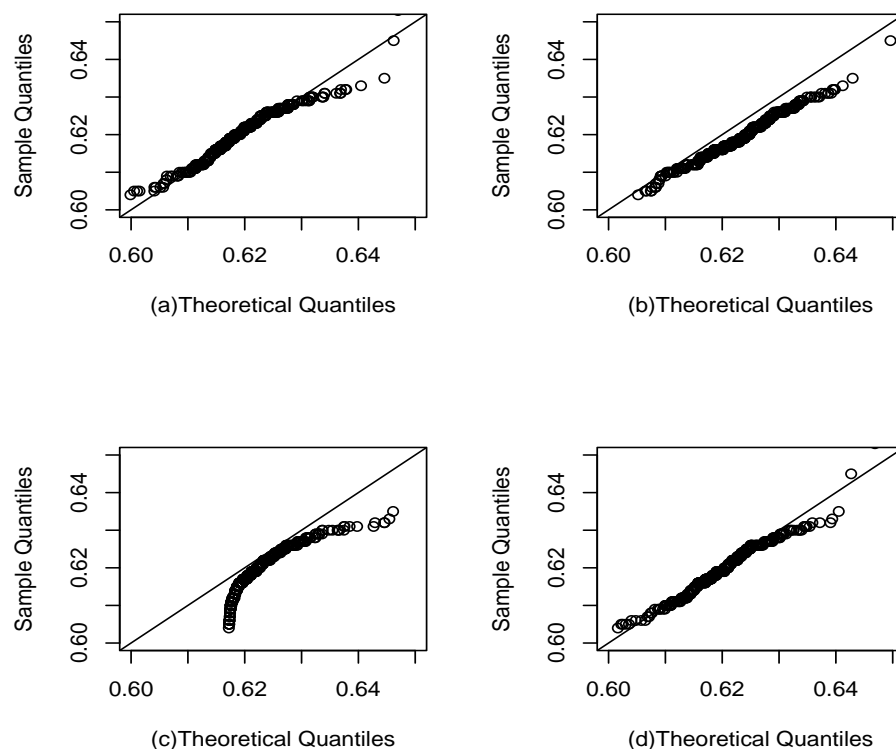 Sample Quantiles
0.60 0.62 0.64
0.60 0.62 0.64
(a)Theoretical Quantiles
Sample Quantiles
0.60 0.62 0.64
0.60 0.62 0.64
(b)Theoretical Quantiles
Sample Quantiles
0.60 0.62 0.64
0.60 0.62 0.64
(c)Theoretical Quantiles
Sample Quantiles
0.60 0.62 0.64
0.60 0.62 0.64
(d)Theoretical Quantiles